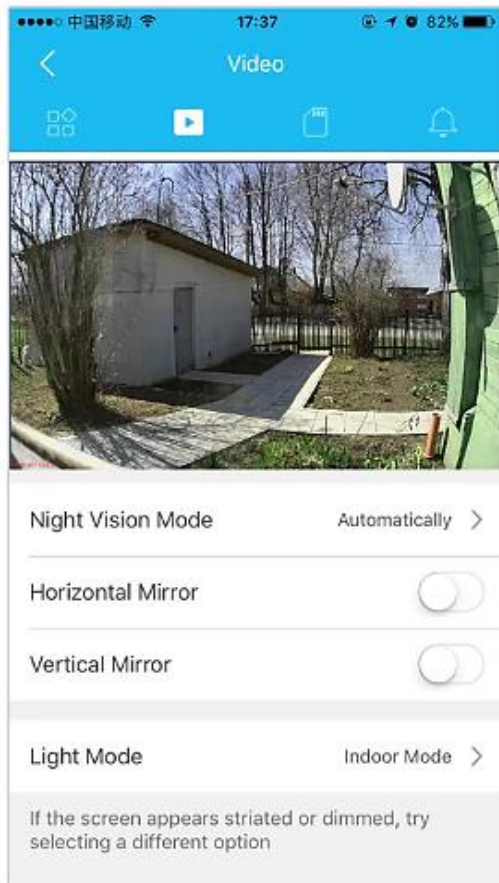 中国移动 17:37 82%
Video
Night Vision Mode Automatically
Horizontal Mirror
Vertical Mirror
Light Mode Indoor Mode
If the screen appears striated or dimmed, try
selecting a different option